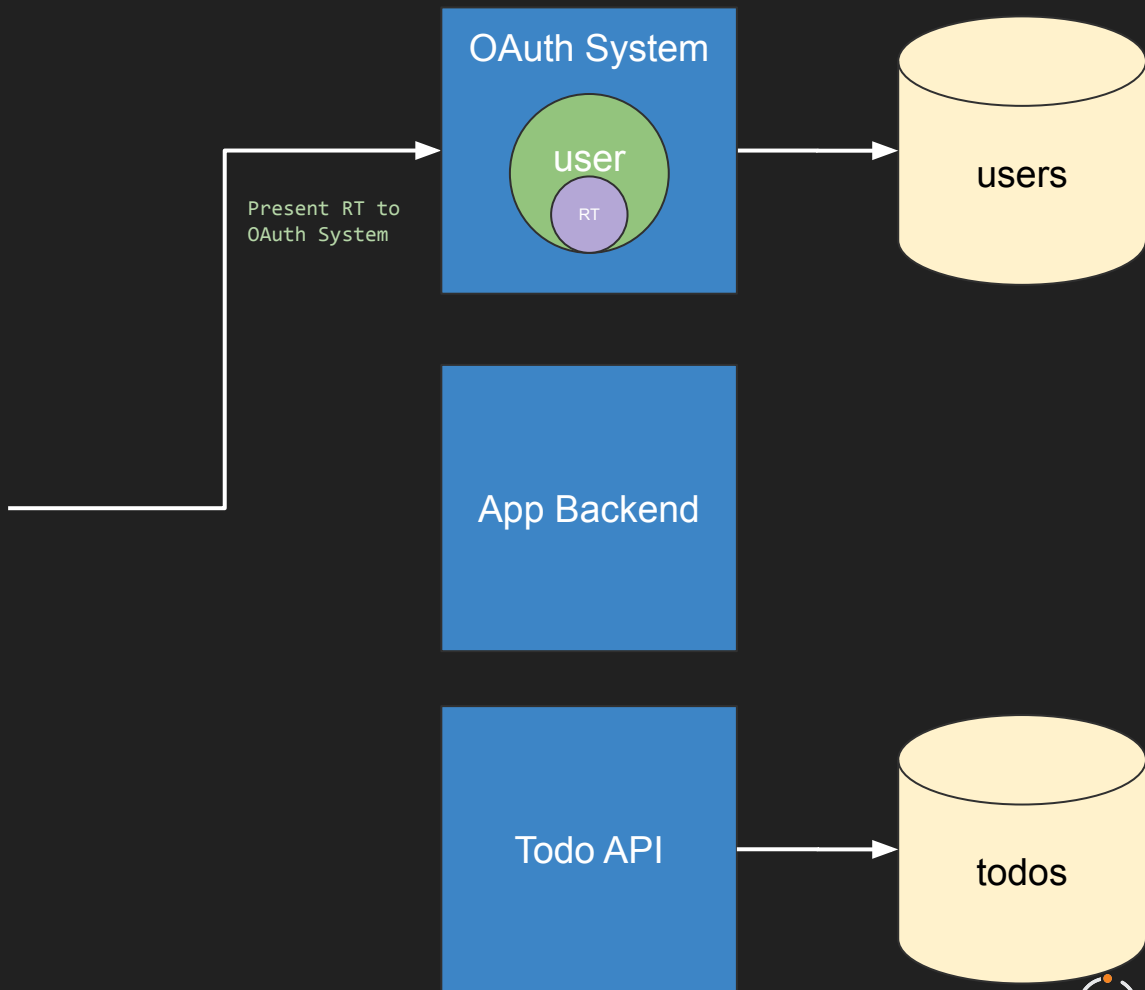 OAuth System
user
RT
users
Present RT to
OAuth System
App Backend
Todo API
todos